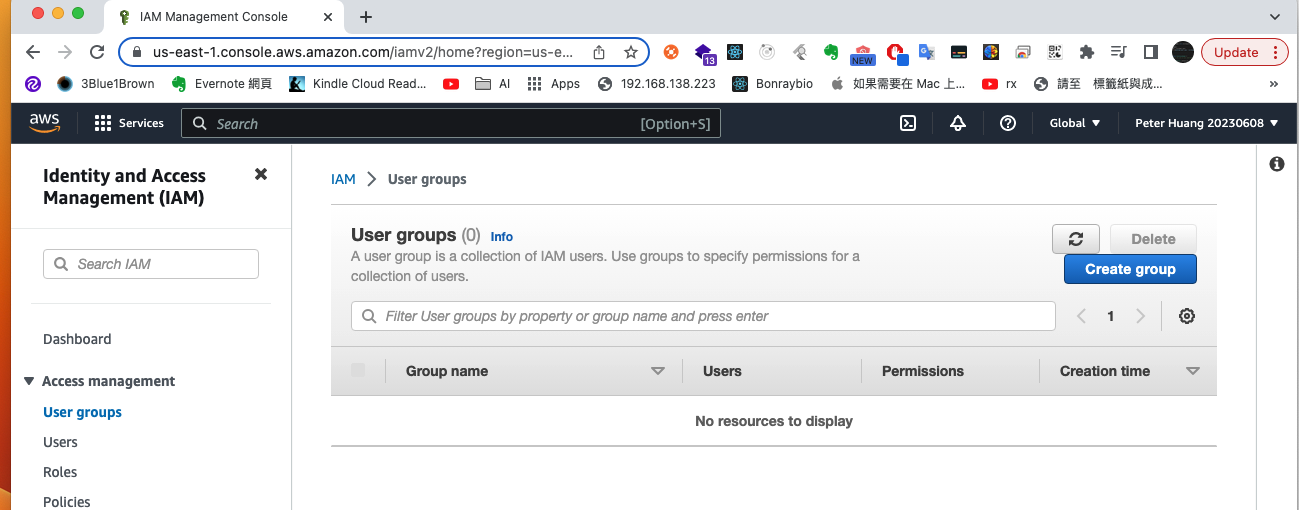 IAM Management Console
us-east-1.console.aws.amazon.com/iamv2/home?region=us-e...
13
NEW
Update
3Blue1Brown
Evernote 網頁
Kindle Cloud Read...
AI
Apps
192.168.138.223
Bonraybio
如果需要在 Mac 上...
rx
請至 標籤紙與成...
»
aws
Services
Search
[Option+S]
Global
Peter Huang 20230608
Identity and Access
Management (IAM)
Search IAM
Dashboard
Access management
User groups
Users
Roles
Policies
IAM > User groups
User groups (0) Info
A user group is a collection of IAM users. Use groups to specify permissions for a
collection of users.
Delete
Create group
Filter User groups by property or group name and press enter
1
Group name
Users
Permissions
Creation time
No resources to display